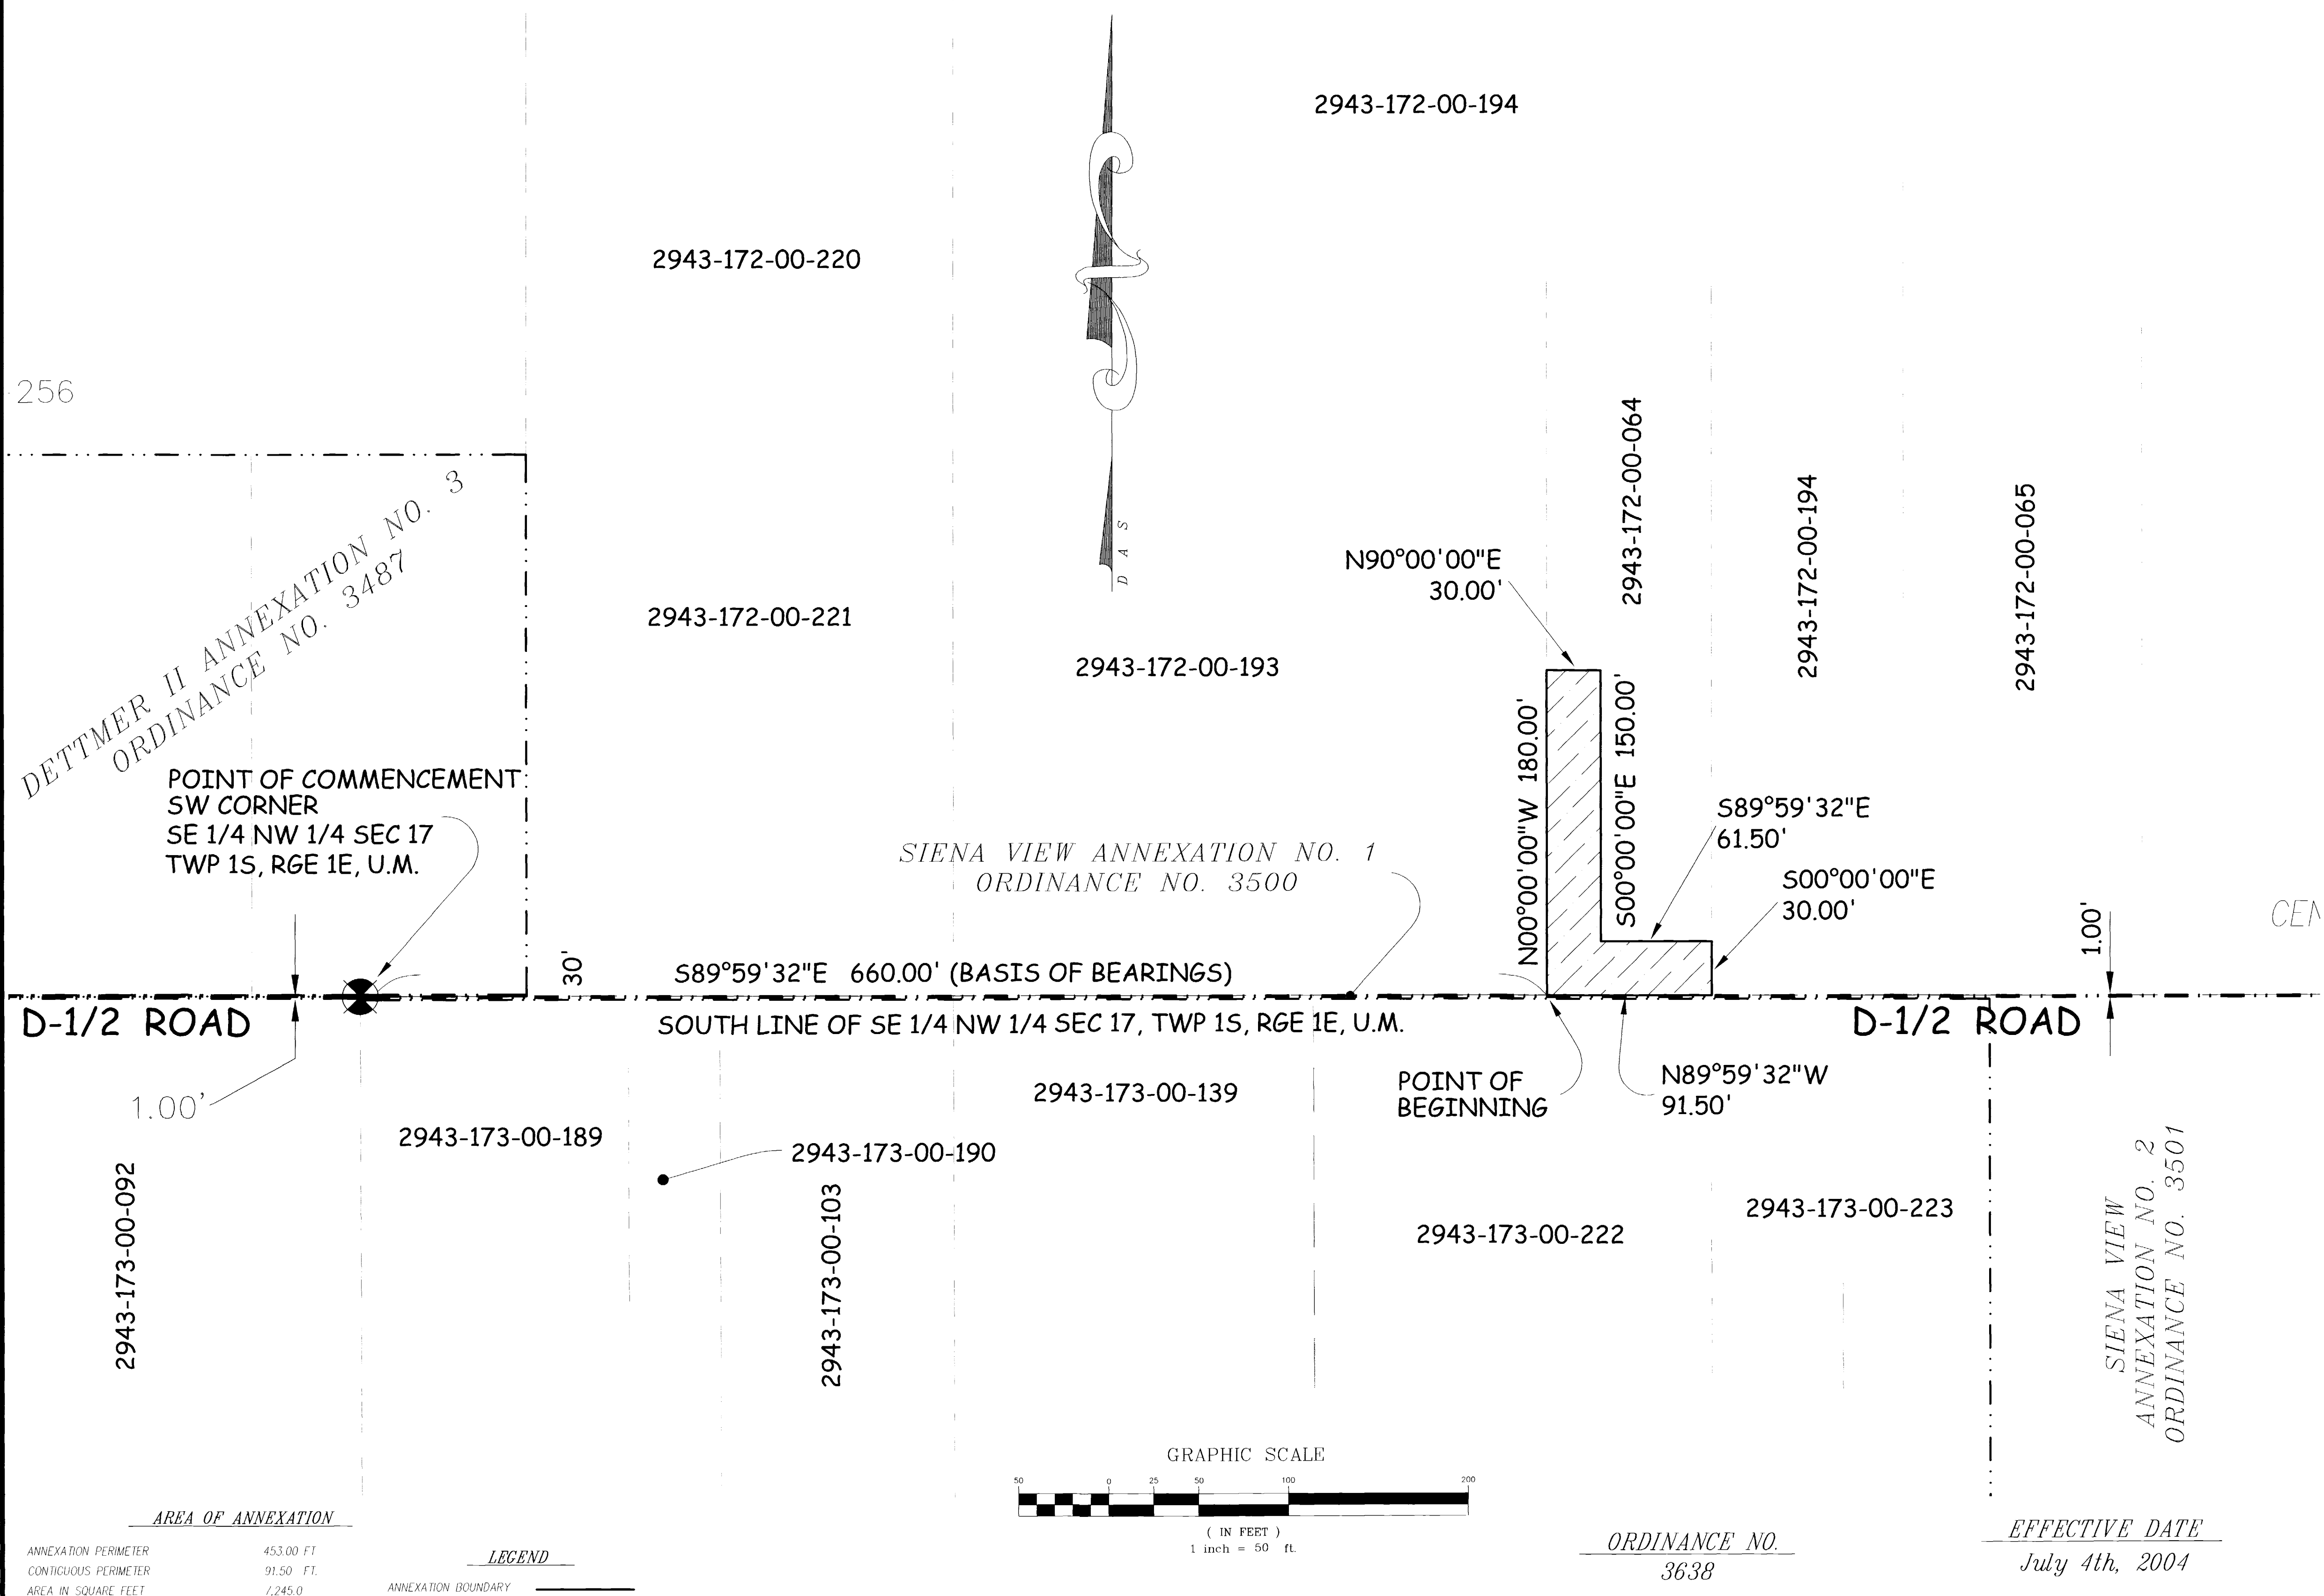 2943-172-00-194
2943-172-00-220
256
DETTMER II ANNEXATION NO. 3
ORDINANCE NO. 3487
2943-172-00-221
2943-172-00-193
D A S
N90°00'00"E
30.00'
2943-172-00-064
2943-172-00-194
2943-172-00-065
POINT OF COMMENCEMENT
SW CORNER
SE 1/4 NW 1/4 SEC 17
TWP 1S, RGE 1E, U.M.
SIENA VIEW ANNEXATION NO. 1
ORDINANCE NO. 3500
N00°00'00"W 180.00'
S00°00'00"E 150.00'
S89°59'32"E
61.50'
S00°00'00"E
30.00'
1.00'
CEN
30'
S89°59'32"E 660.00' (BASIS OF BEARINGS)
D-1/2 ROAD
SOUTH LINE OF SE 1/4 NW 1/4 SEC 17, TWP 1S, RGE 1E, U.M.
D-1/2 ROAD
1.00'
POINT OF
BEGINNING
N89°59'32"W
91.50'
2943-173-00-092
2943-173-00-189
2943-173-00-190
2943-173-00-103
2943-173-00-139
2943-173-00-222
2943-173-00-223
SIENA VIEW
ANNEXATION NO. 2
ORDINANCE NO. 3501
GRAPHIC SCALE
50 0 25 50 100 200
( IN FEET )
1 inch = 50 ft.
AREA OF ANNEXATION
ANNEXATION PERIMETER 453.00 FT
CONTIGUOUS PERIMETER 91.50 FT.
AREA IN SQUARE FEET 7,245.0
LEGEND
ANNEXATION BOUNDARY
ORDINANCE NO.
3638
EFFECTIVE DATE
July 4th, 2004